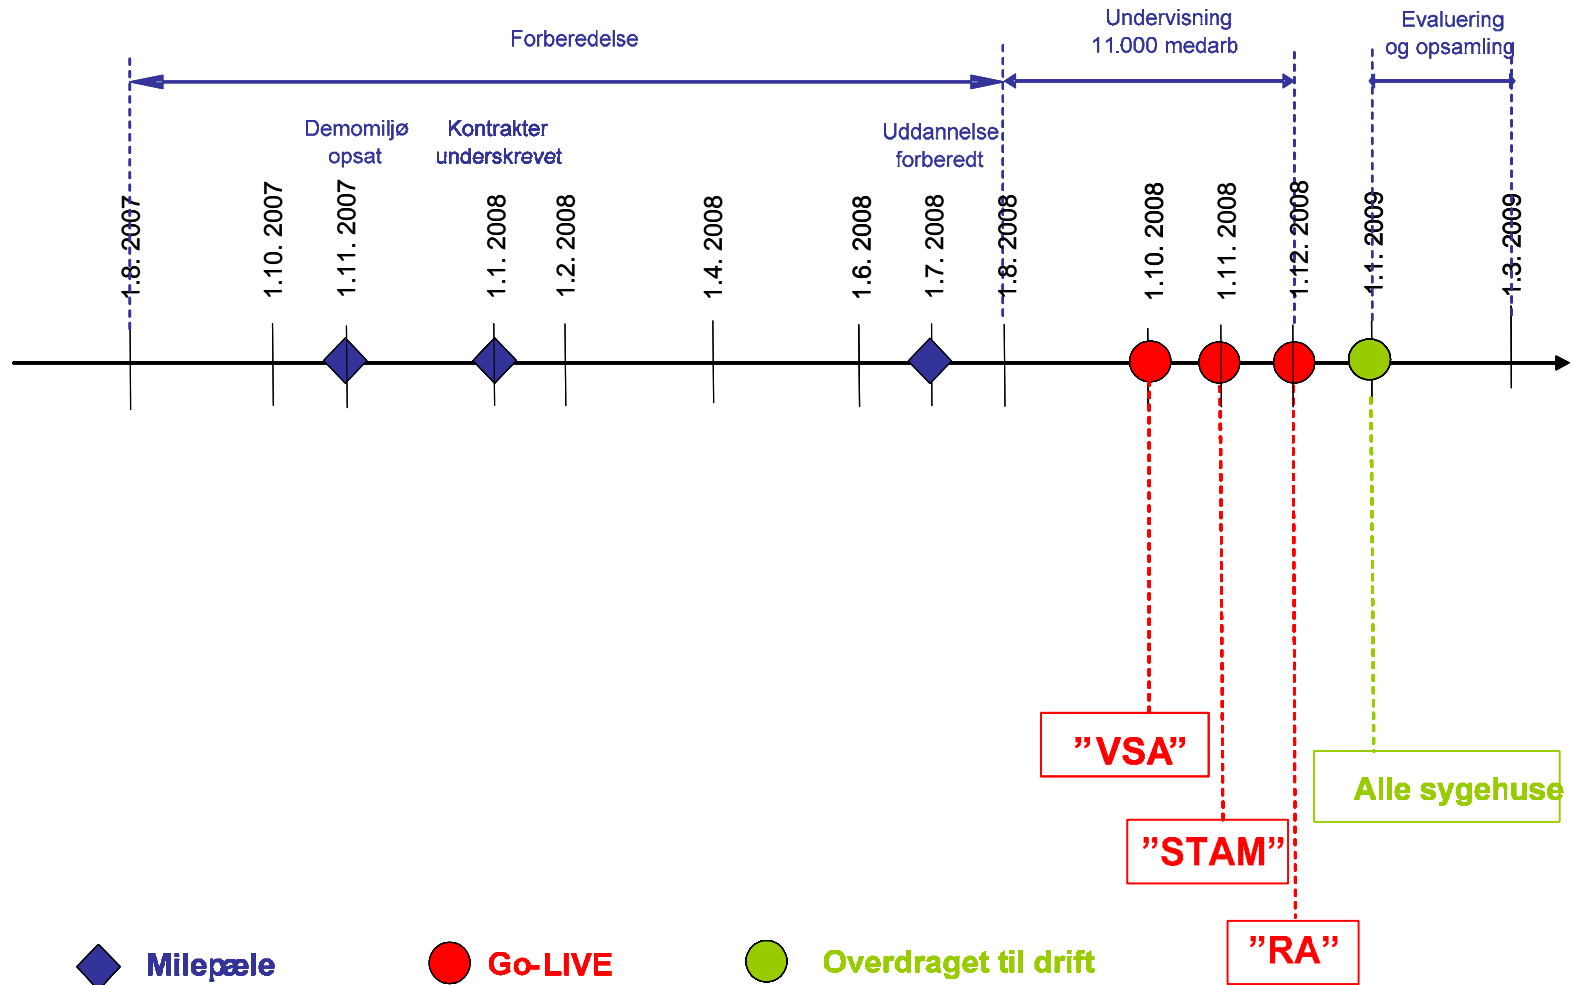 Forberedelse
Undervisning
11.000 medarb
Evaluering
og opsamling
Demomiljø
opsat
Kontrakter
underskrevet
Uddannelse
forberedt
1.8. 2007
1.10. 2007
1.11. 2007
1.1. 2008
1.2. 2008
1.4. 2008
1.6. 2008
1.7. 2008
1.8. 2008
1.10. 2008
1.11. 2008
1.12. 2008
1.1. 2009
1.3. 2009
”VSA”
Alle sygehuse
”STAM”
”RA”
Milepæle
Go-LIVE
Overdraget til drift